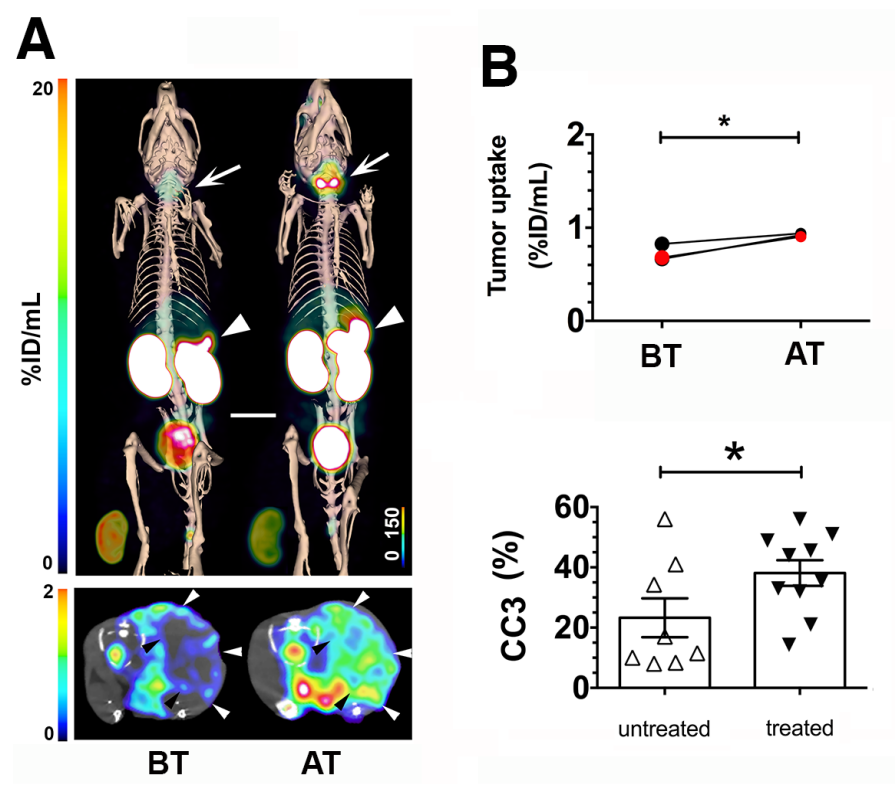 A
20
%ID/mL
0
0 150
2
0
BT AT
B
*
Tumor uptake
(%ID/mL)
2
1
0
BT AT
*
CC3 (%)
60
40
20
0
untreated treated